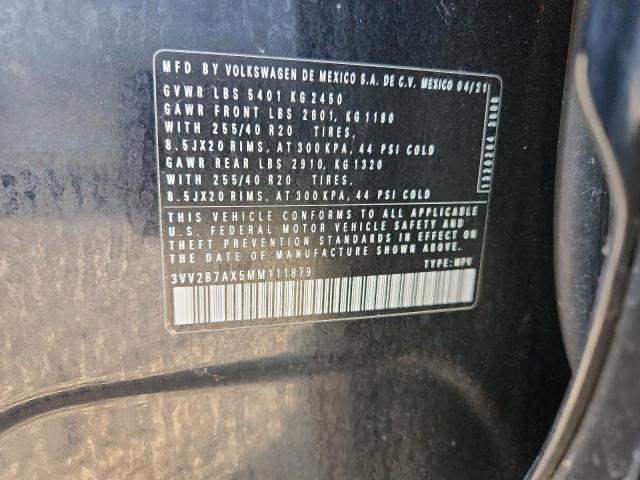 MFD BY VOLKSWAGEN DE MEXICO S.A. DE C.V. MEXICO 04/21
GVWR LBS 5401 KG 2450
GAWR FRONT LBS 2601, KG 1180
WITH 255/40 R20 TIRES,
8.5JX20 RIMS, AT 300 KPA, 44 PSI COLD
GAWR REAR LBS 2910, KG 1320
WITH 255/40 R20 TIRES,
8.5JX20 RIMS, AT 300 KPA, 44 PSI COLD
THIS VEHICLE CONFORMS TO ALL APPLICABLE
U.S. FEDERAL MOTOR VEHICLE SAFETY AND
THEFT PREVENTION STANDARDS IN EFFECT ON
THE DATE OF MANUFACTURE SHOWN ABOVE.
3VV2B7AX5MM111879 TYPE: MPV